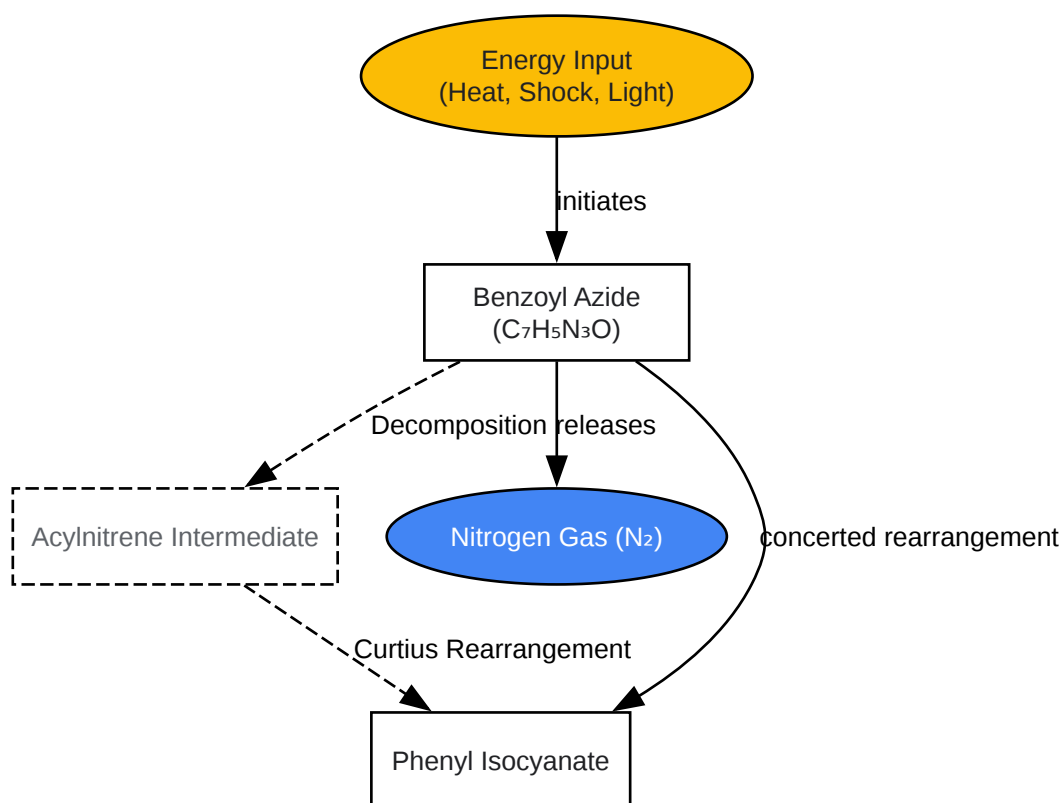 Energy Input
(Heat, Shock, Light)
initiates
Benzoyl Azide
(C₇H₅N₃O)
Decomposition releases
Acylnitrene Intermediate
Nitrogen Gas (N₂)
concerted rearrangement
Curtius Rearrangement
Phenyl Isocyanate